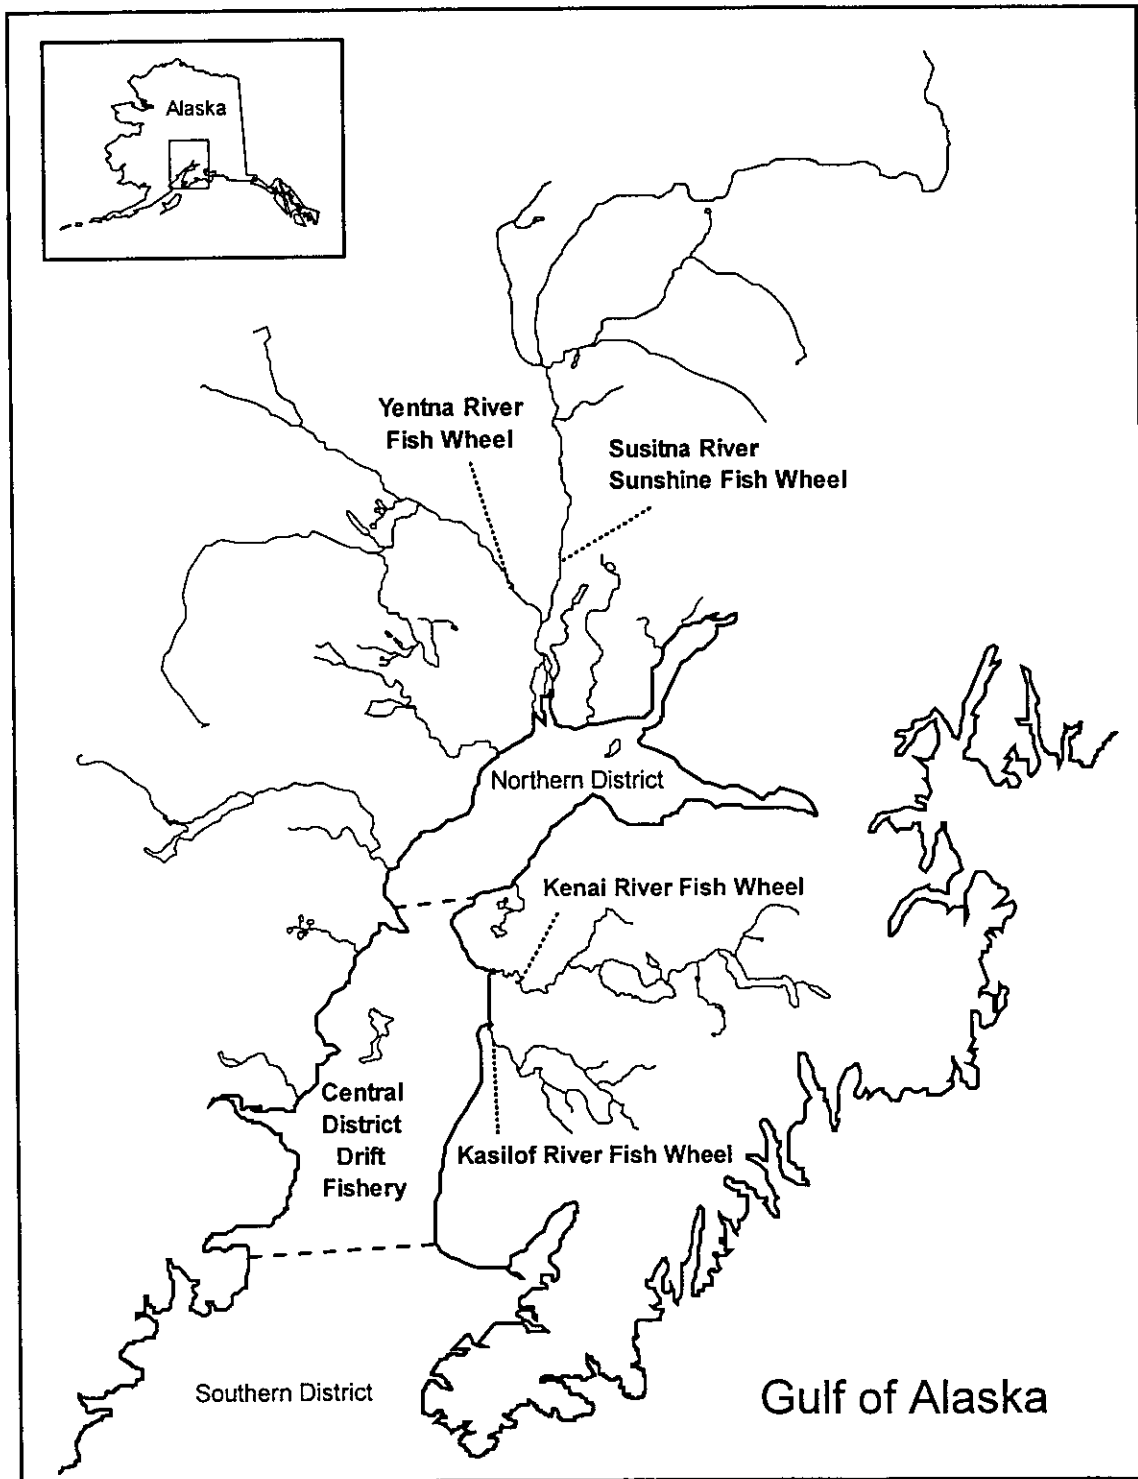 Alaska
Yentna River
Fish Wheel
Susitna River
Sunshine Fish Wheel
Northern District
Kenai River Fish Wheel
Central
District
Drift
Fishery
Kasilof River Fish Wheel
Southern District
Gulf of Alaska